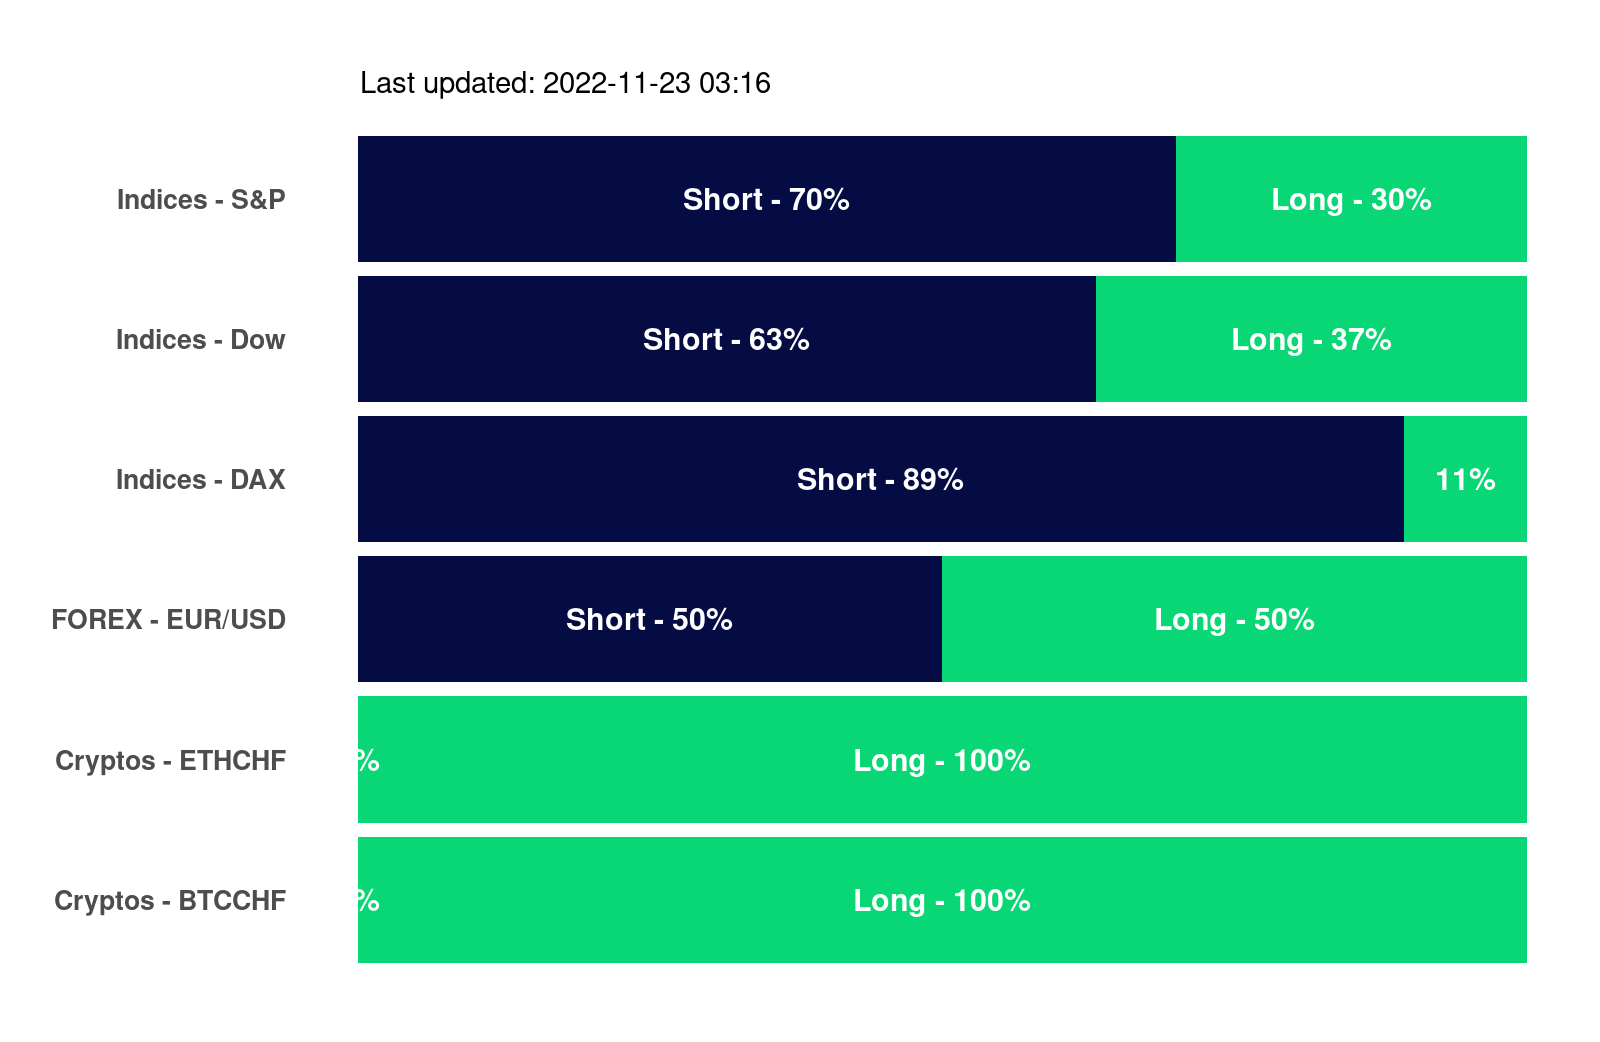 Last updated: 2022-11-23 03:16
Indices - S&P Short - 70% Long - 30%
Indices - Dow Short - 63% Long - 37%
Indices - DAX Short - 89% 11%
FOREX - EUR/USD Short - 50% Long - 50%
Cryptos - ETHCHF % Long - 100%
Cryptos - BTCCHF % Long - 100%